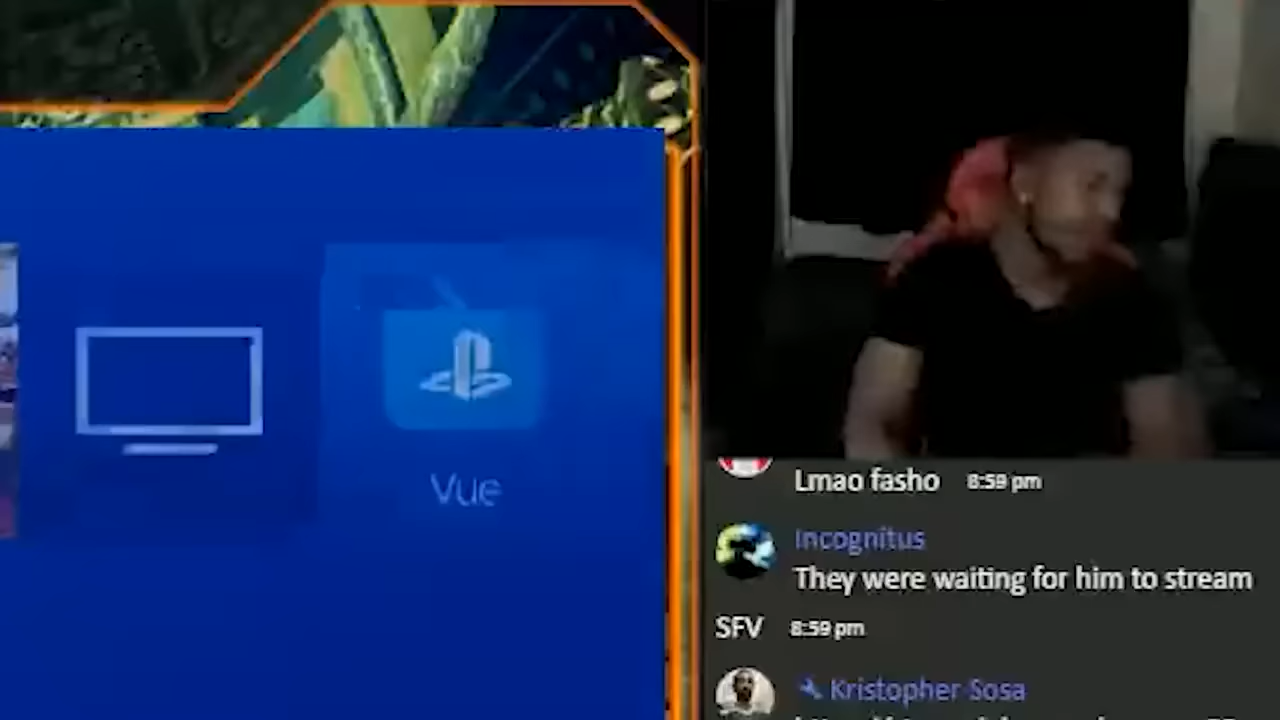 Vue
Lmao fasho 8:59 pm
Incognitus
They were waiting for him to stream
SFV 8:59 pm
Kristopher Sosa